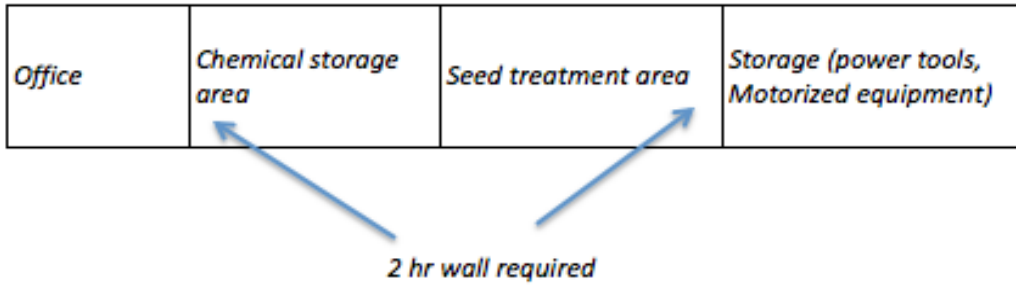 Office
Chemical storage
area
Seed treatment area
Storage (power tools,
Motorized equipment)
2 hr wall required